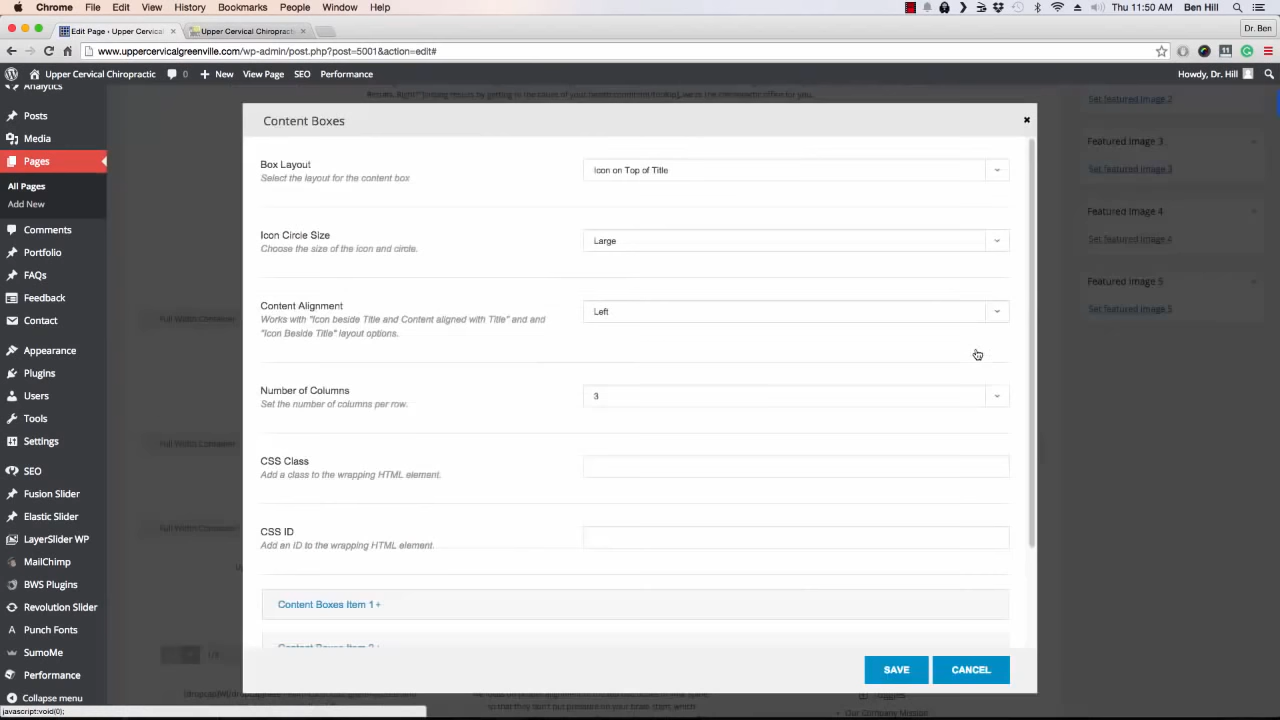 Chrome File Edit View History Bookmarks People Window Help
Thu 11:50 AM Ben Hill
Edit Page ‹ Upper Cervica × Upper Cervical Chiropracti × Dr. Ben
www.uppercervicalgreenville.com/wp-admin/post.php?post=5001&action=edit#
Upper Cervical Chiropractic 0 + New View Page SEO Performance Howdy, Dr. Hill
Analytics
Posts
Media
Pages
All Pages
Add New
Comments
Portfolio
FAQs
Feedback
Contact
Appearance
Plugins
Users
Tools
Settings
SEO
Fusion Slider
Elastic Slider
LayerSlider WP
MailChimp
BWS Plugins
Revolution Slider
Punch Fonts
SumoMe
Performance
Collapse menu
javascript:void(0);
Content Boxes
Box Layout
Select the layout for the content box
Icon on Top of Title
Icon Circle Size
Choose the size of the icon and circle.
Large
Content Alignment
Works with "Icon beside Title and Content aligned with Title" and and
"Icon Beside Title" layout options.
Left
Number of Columns
Set the number of columns per row.
3
CSS Class
Add a class to the wrapping HTML element.
CSS ID
Add an ID to the wrapping HTML element.
Content Boxes Item 1 +
Content Boxes Item 2 +
SAVE CANCEL
Set featured image 2
Featured Image 3
Set featured image 3
Featured Image 4
Set featured image 4
Featured Image 5
Set featured image 5
Full Width Container
Full Width Container
Full Width Container
1/3
Our Company Mission